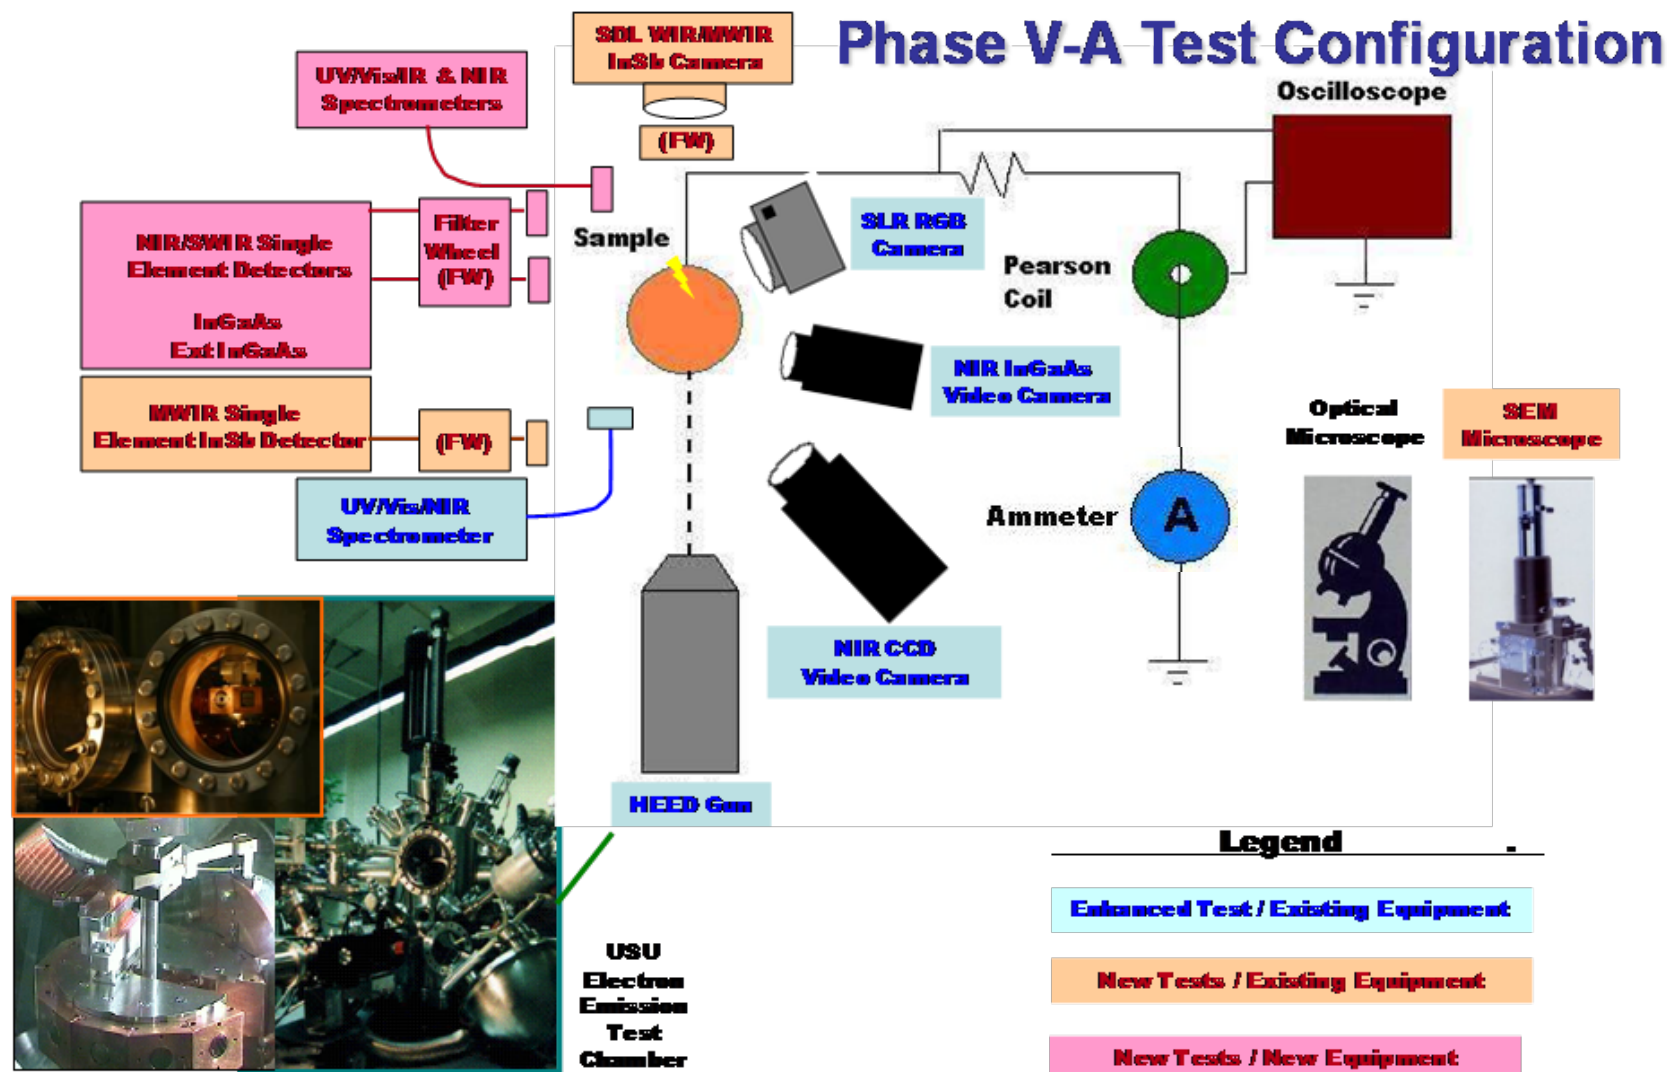 Phase V-A Test Configuration
SDL WIR/MWIR
InSb Camera
(FW)
UV/Vis/IR & NIR
Spectrometers
Oscilloscope
NIR/SWIR Single
Element Detectors
InGaAs
Ext InGaAs
Filter
Wheel
(FW)
Sample
SLR RGB
Camera
Pearson
Coil
NIR InGaAs
Video Camera
MWIR Single
Element InSb Detector
(FW)
Optical
Microscope
SEM
Microscope
UV/Vis/NIR
Spectrometer
Ammeter
A
NIR CCD
Video Camera
HEED Gun
USU
Electron
Emission
Test
Chamber
Legend .
Enhanced Test / Existing Equipment
New Tests / Existing Equipment
New Tests / New Equipment